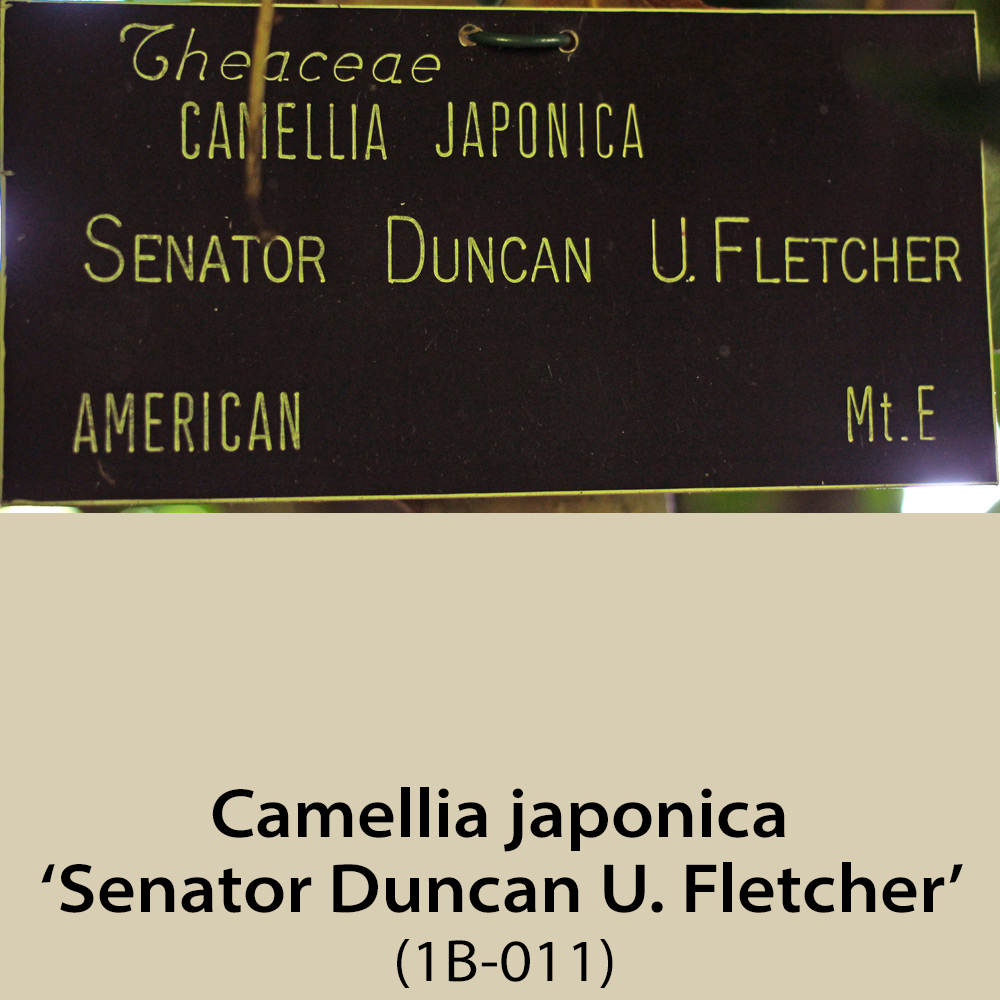 Theaceae
CAMELLIA JAPONICA
SENATOR DUNCAN U. FLETCHER
AMERICAN Mt. E
Camellia japonica
‘Senator Duncan U. Fletcher’
(1B-011)